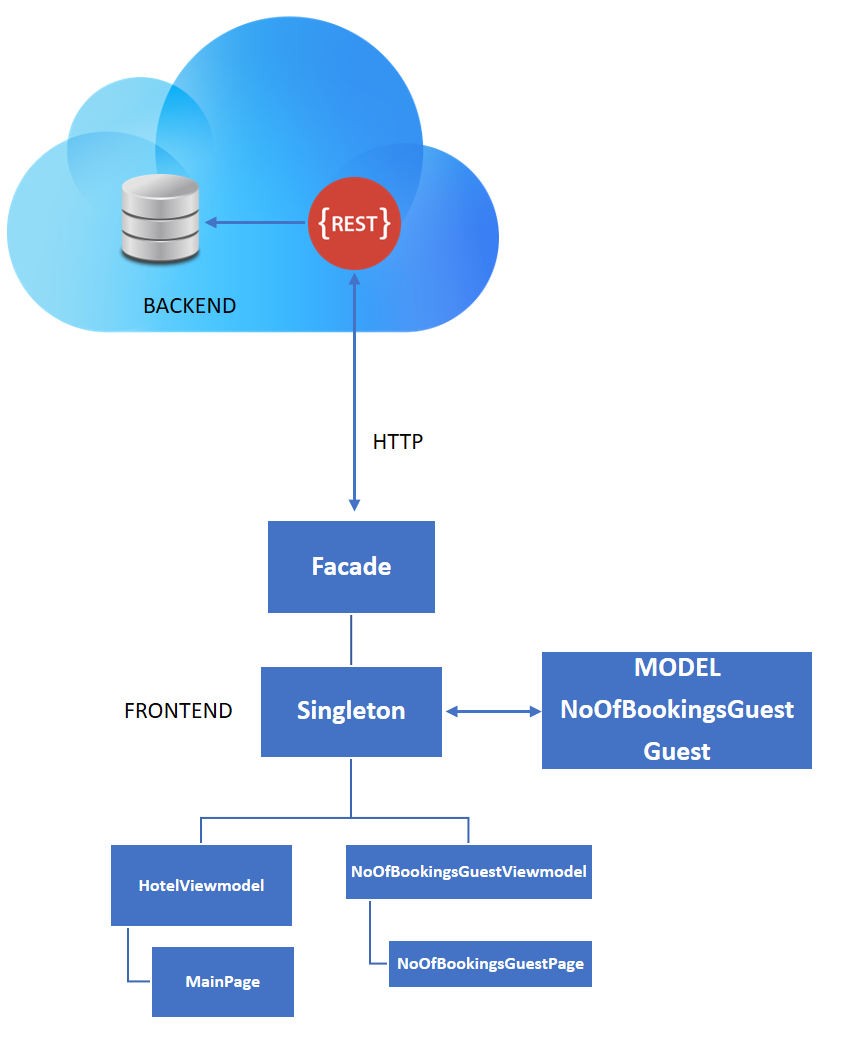 {REST}
BACKEND
HTTP
Facade
FRONTEND
Singleton
MODEL
NoOfBookingsGuest
Guest
HotelViewmodel
NoOfBookingsGuestViewmodel
MainPage
NoOfBookingsGuestPage